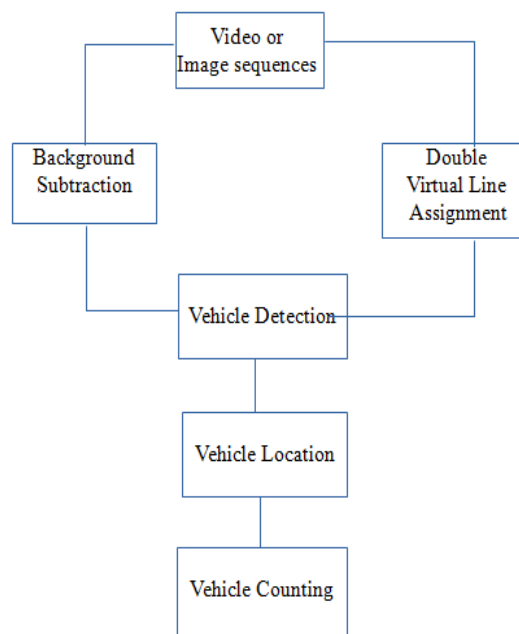 Video or
Image sequences
Background
Subtraction
Double
Virtual Line
Assignment
Vehicle Detection
Vehicle Location
Vehicle Counting